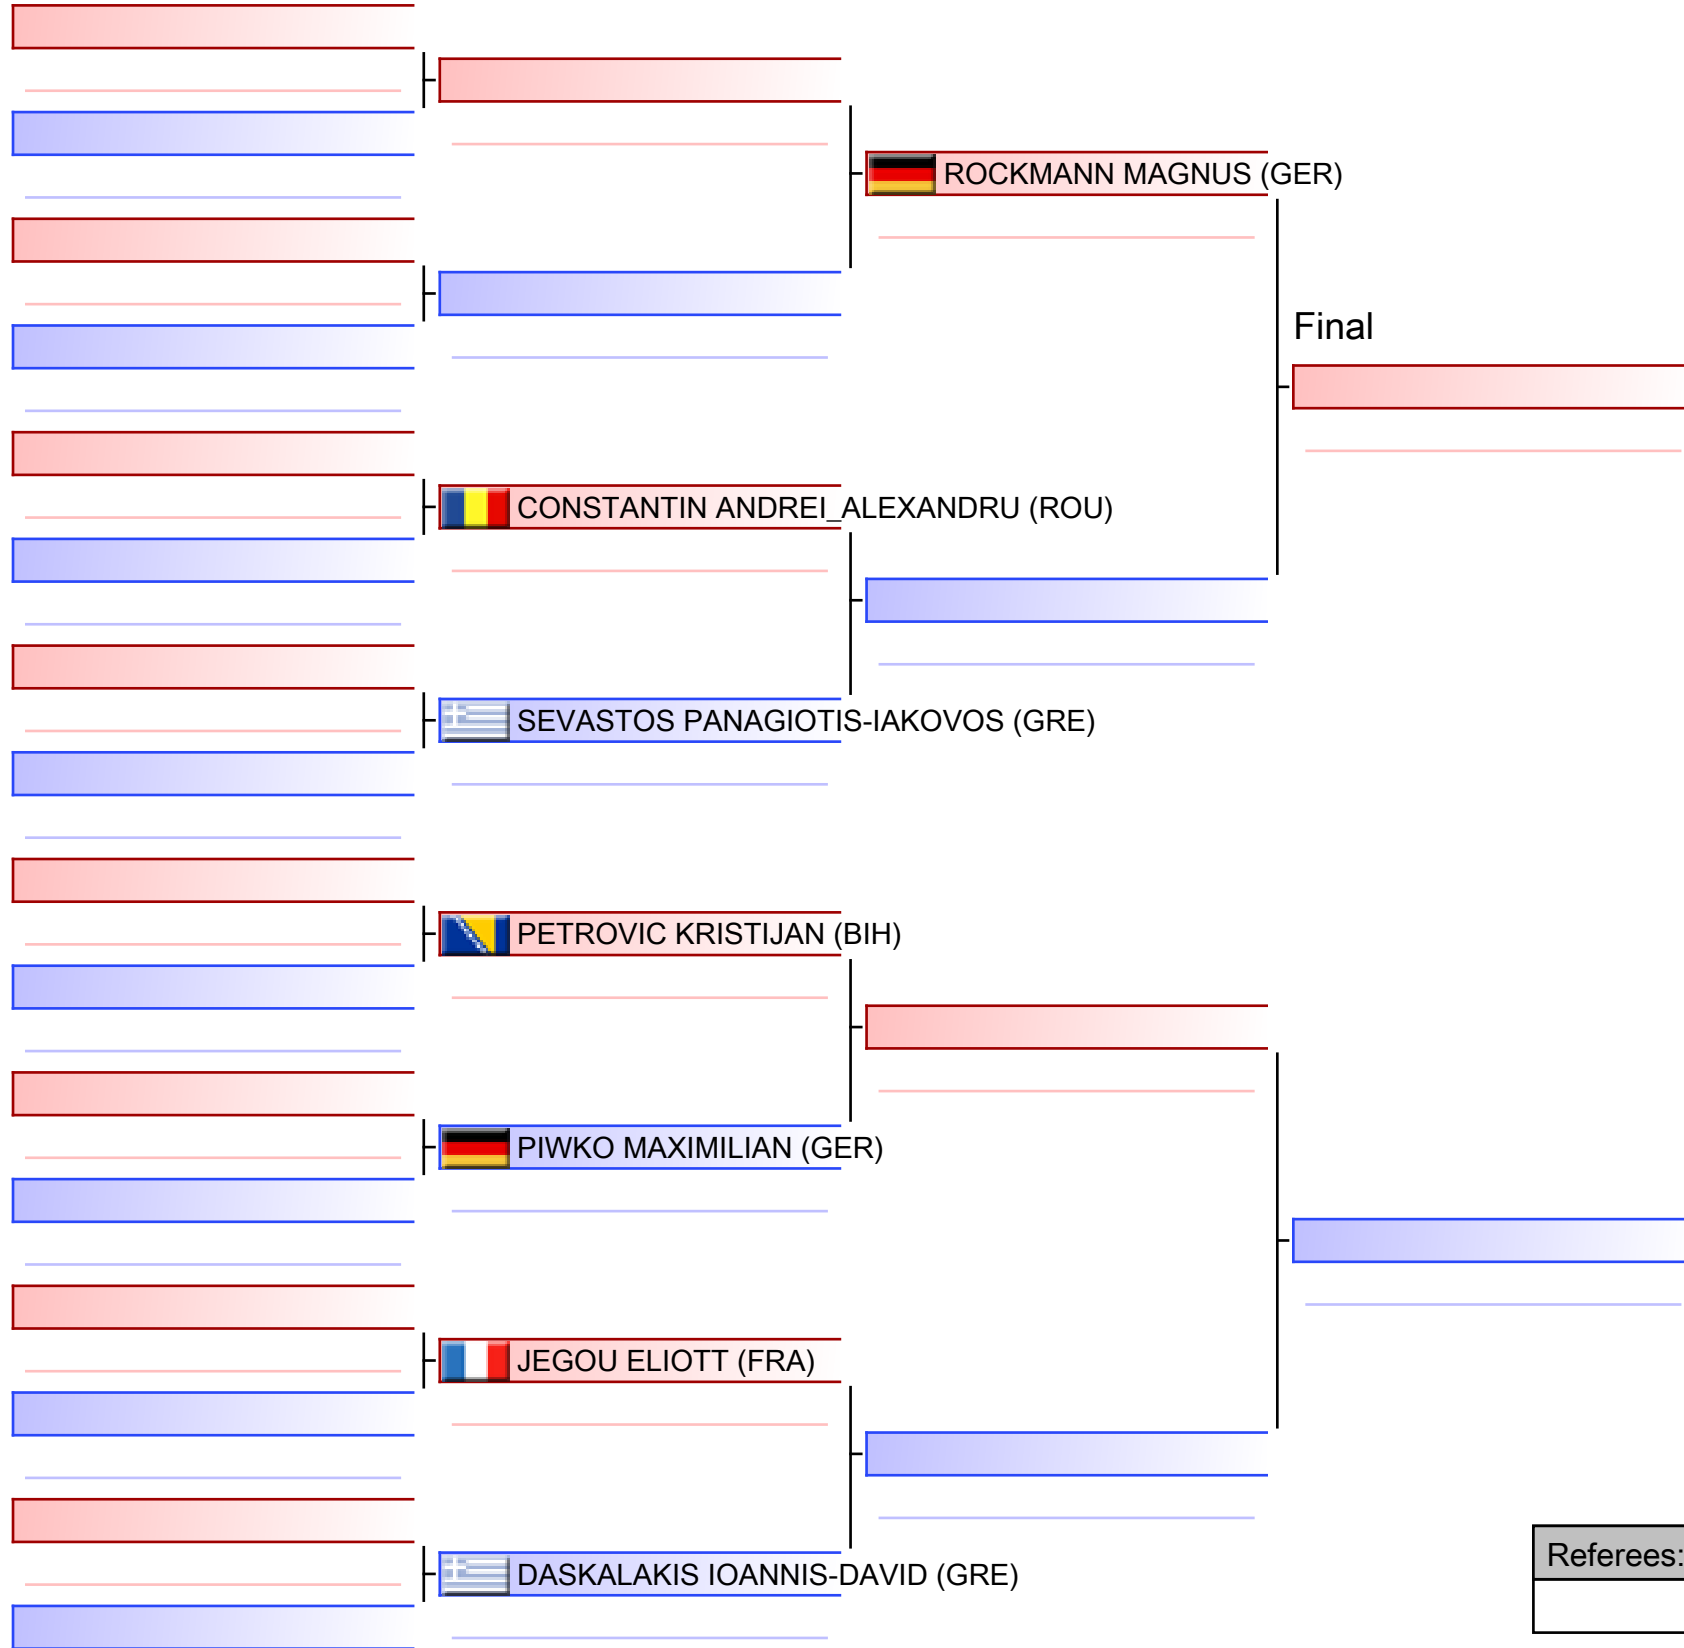 ROCKMANN MAGNUS (GER)
Final
CONSTANTIN ANDREI_ALEXANDRU (ROU)
SEVASTOS PANAGIOTIS-IAKOVOS (GRE)
PETROVIC KRISTIJAN (BIH)
PIWKO MAXIMILIAN (GER)
JEGOU ELIOTT (FRA)
Referees:
DASKALAKIS IOANNIS-DAVID (GRE)